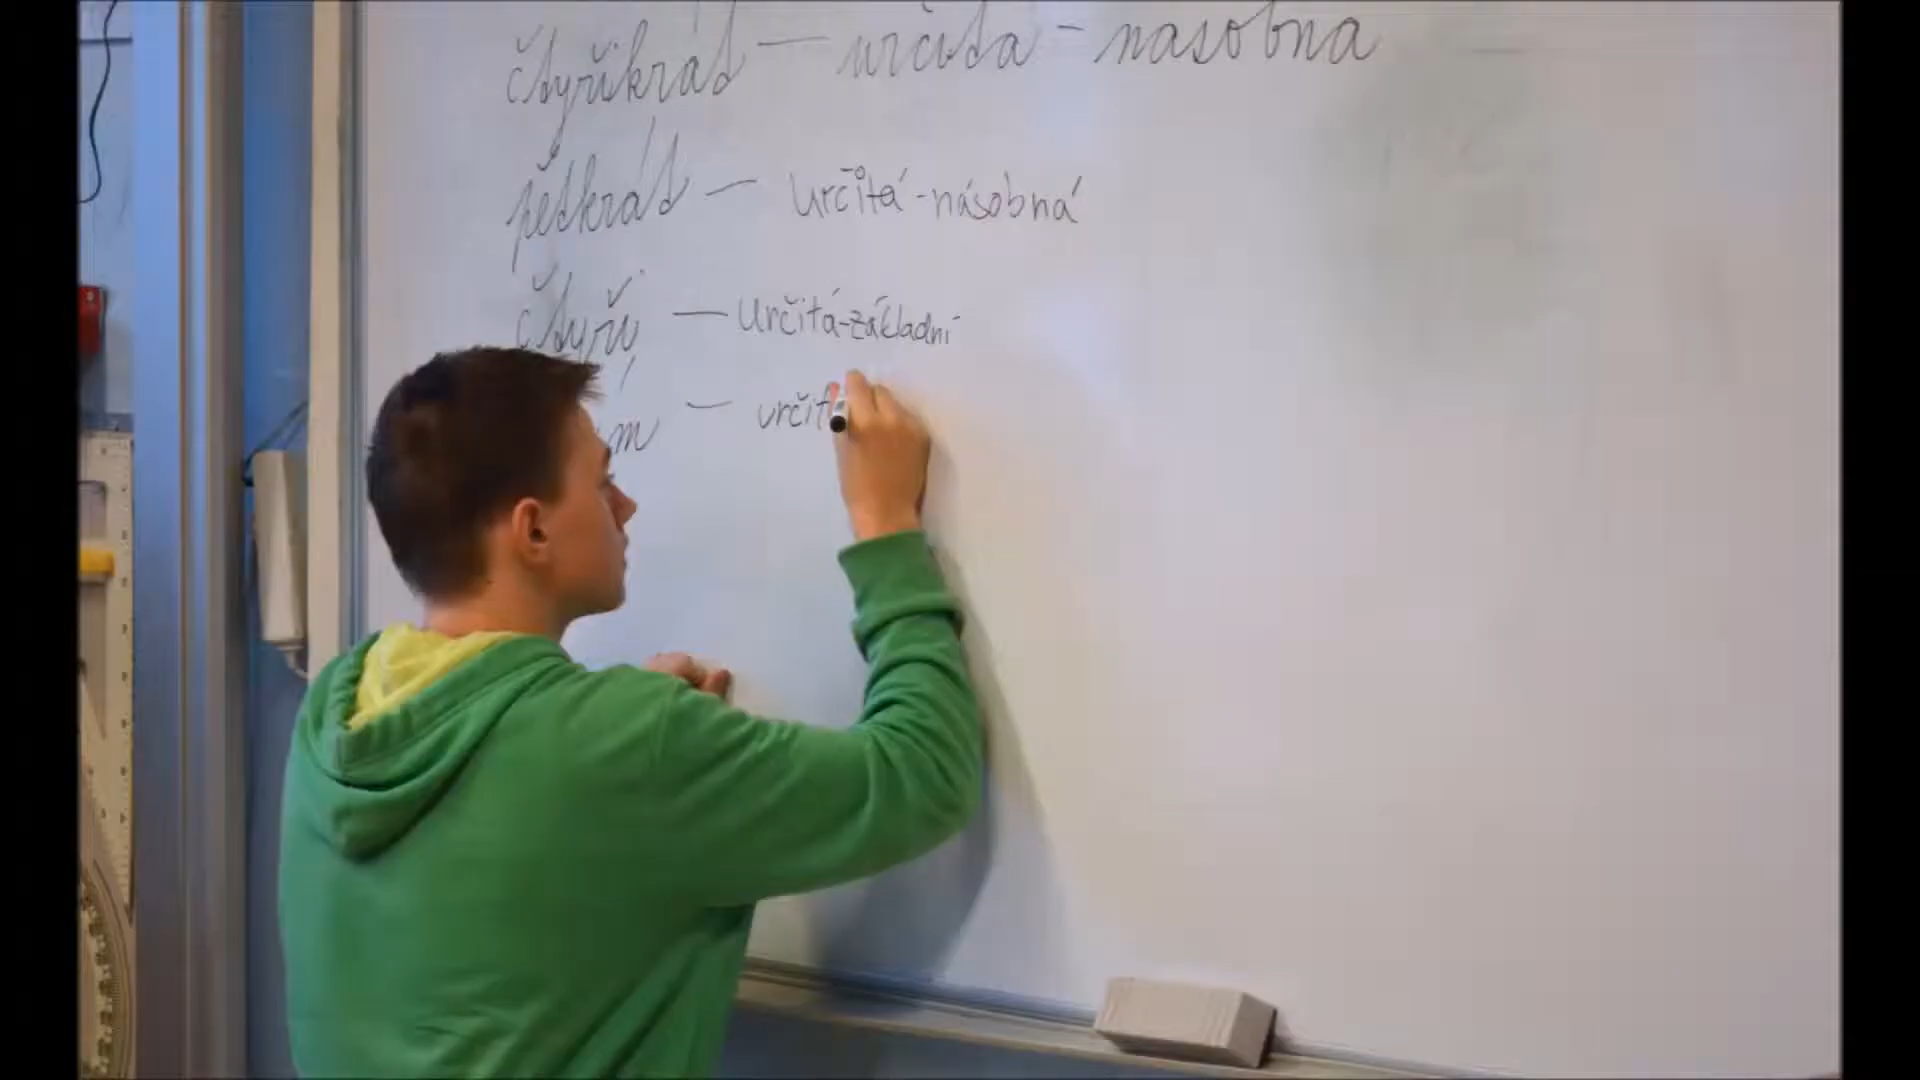 čtyřikrát — určitá - násobná
pětkrát — určitá - násobná
čtyři — určitá - základní
— určit